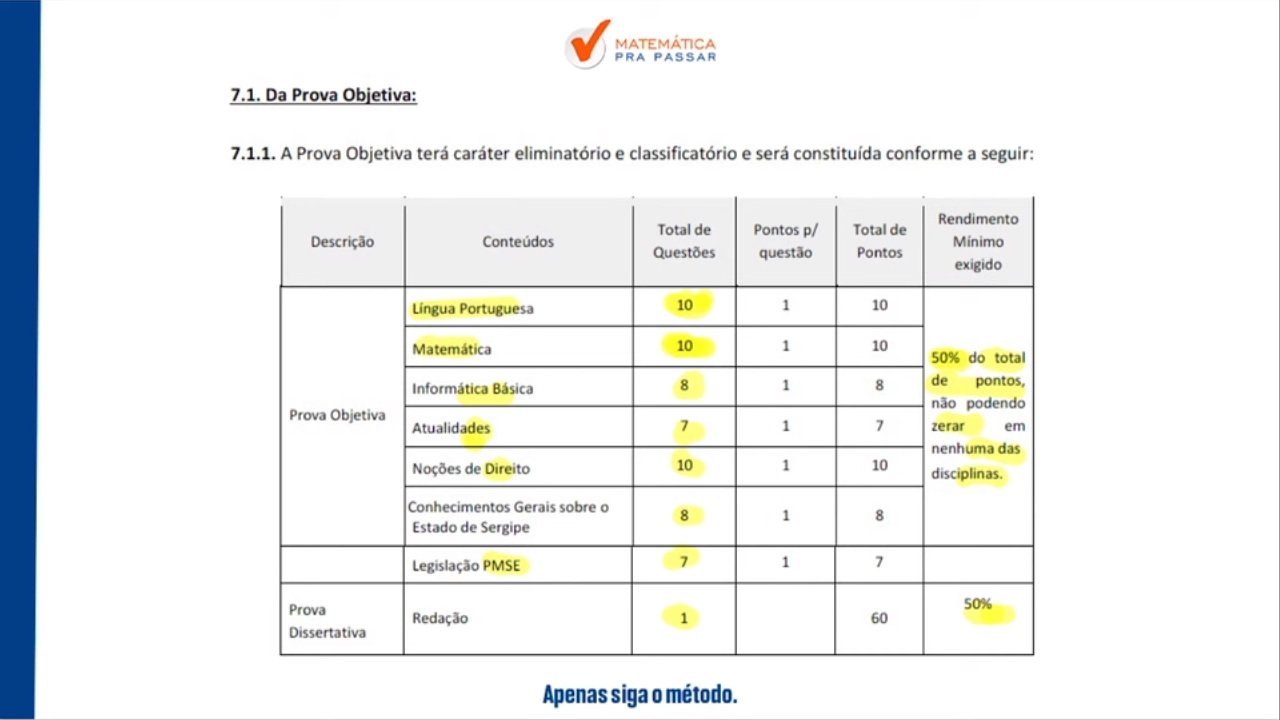 MATEMÁTICA
PRA PASSAR
7.1. Da Prova Objetiva:
7.1.1. A Prova Objetiva terá caráter eliminatório e classificatório e será constituída conforme a seguir:
Descrição
Conteúdos
Total de
Questões
Pontos p/
questão
Total de
Pontos
Rendimento
Mínimo
exigido
Prova Objetiva
Língua Portuguesa
10
1
10
Matemática
10
1
10
Informática Básica
8
1
8
Atualidades
7
1
7
Noções de Direito
10
1
10
Conhecimentos Gerais sobre o
Estado de Sergipe
8
1
8
50% do total
de pontos,
não podendo
zerar em
nenhuma das
disciplinas.
Legislação PMSE
7
1
7
Prova
Dissertativa
Redação
1
60
50%
Apenas siga o método.